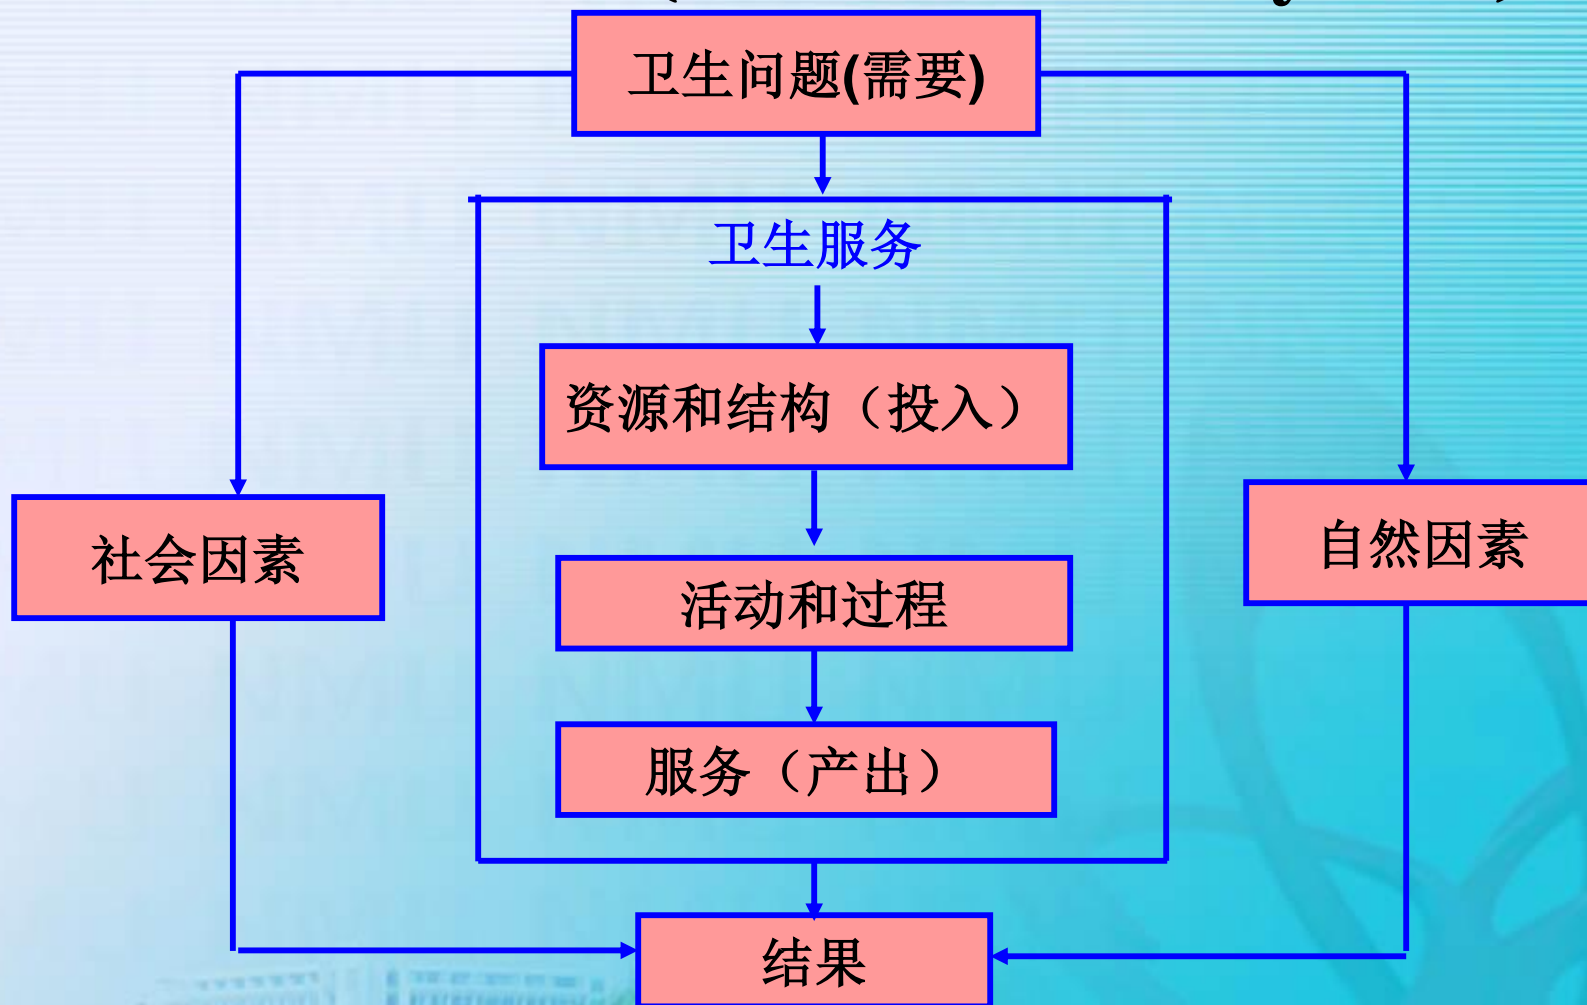 卫生问题(需要)
卫生服务
资源和结构（投入）
社会因素
自然因素
活动和过程
服务（产出）
结果